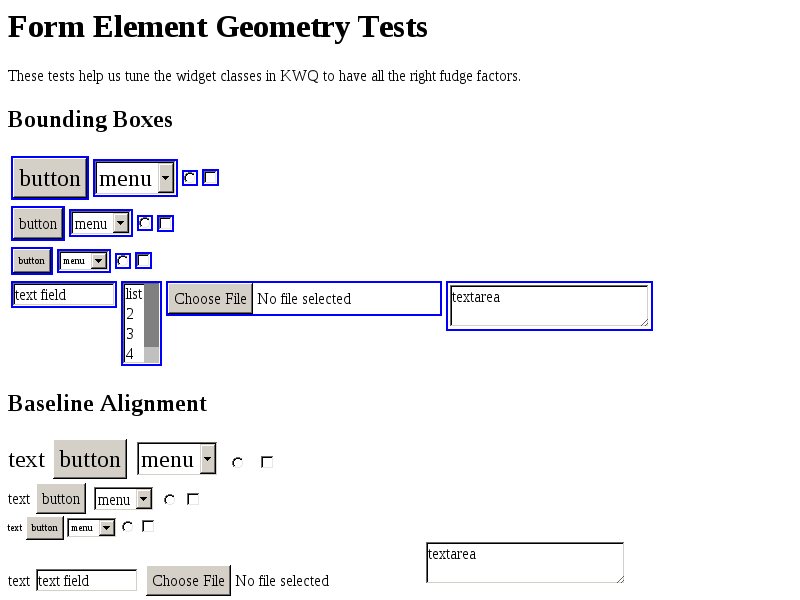 Form Element Geometry Tests
These tests help us tune the widget classes in KWQ to have all the right fudge factors.
Bounding Boxes
button menu
button menu
button menu
text field list Choose File No file selected textarea
2
3
4
Baseline Alignment
text button menu
text button menu
text button menu
textarea
text text field Choose File No file selected